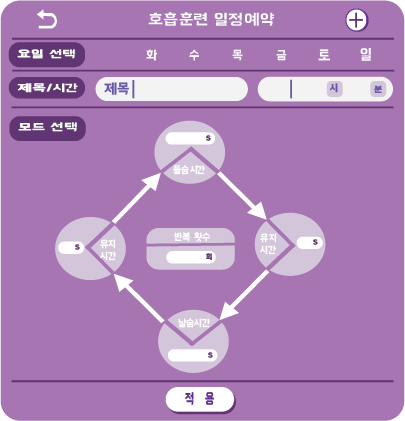 호흡훈련 일정예약
요일 선택 화 수 목 금 토 일
제목/시간 제목 시 분
모드 선택
S
들숨시간
반복 횟수
회
유지
시간
S
유지
시간
S
날숨시간
S
적 용